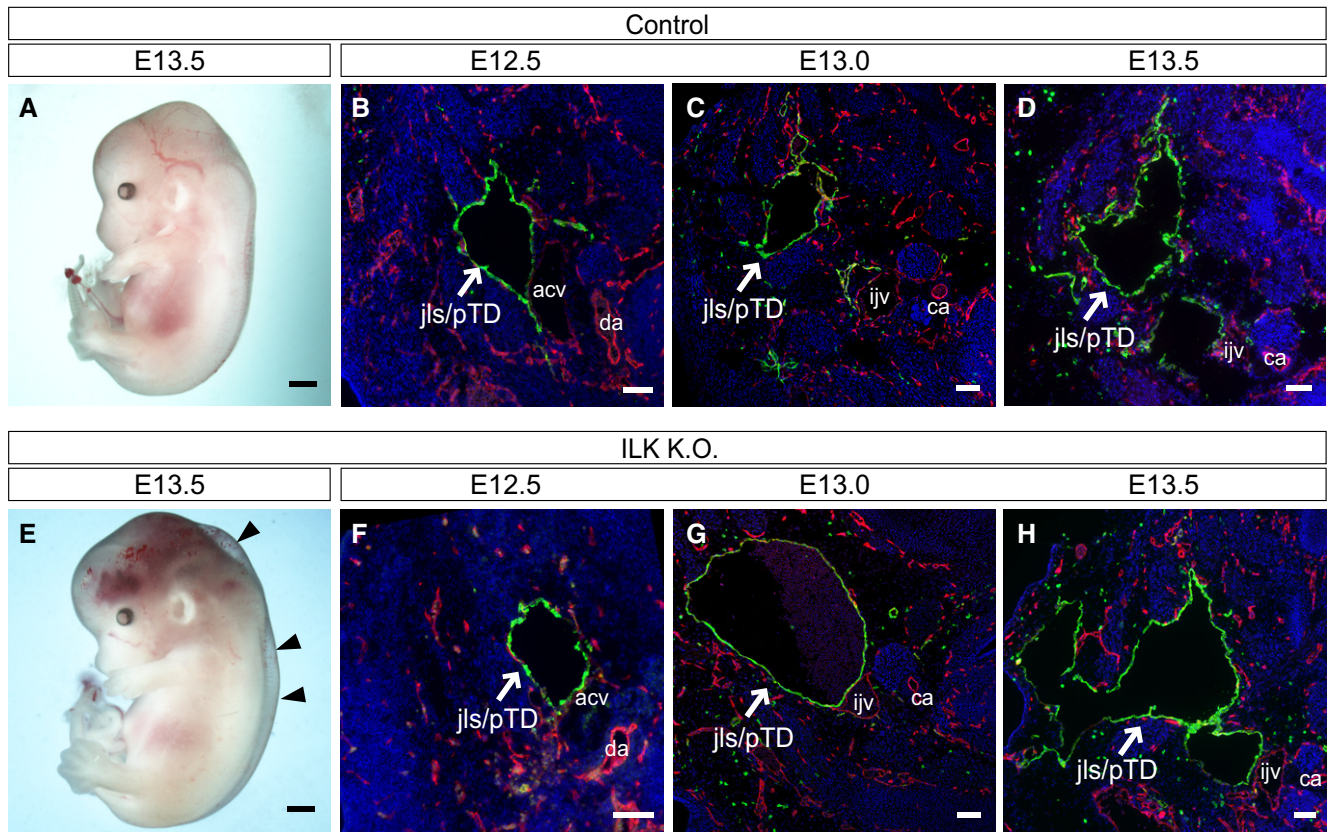 Control
E13.5
E12.5
E13.0
E13.5
A
B
jls/pTD
acv
da
C
jls/pTD
ijv
ca
D
jls/pTD
ijv
ca
ILK K.O.
E13.5
E12.5
E13.0
E13.5
E
F
jls/pTD
acv
da
G
jls/pTD
ijv
ca
H
jls/pTD
ijv
ca